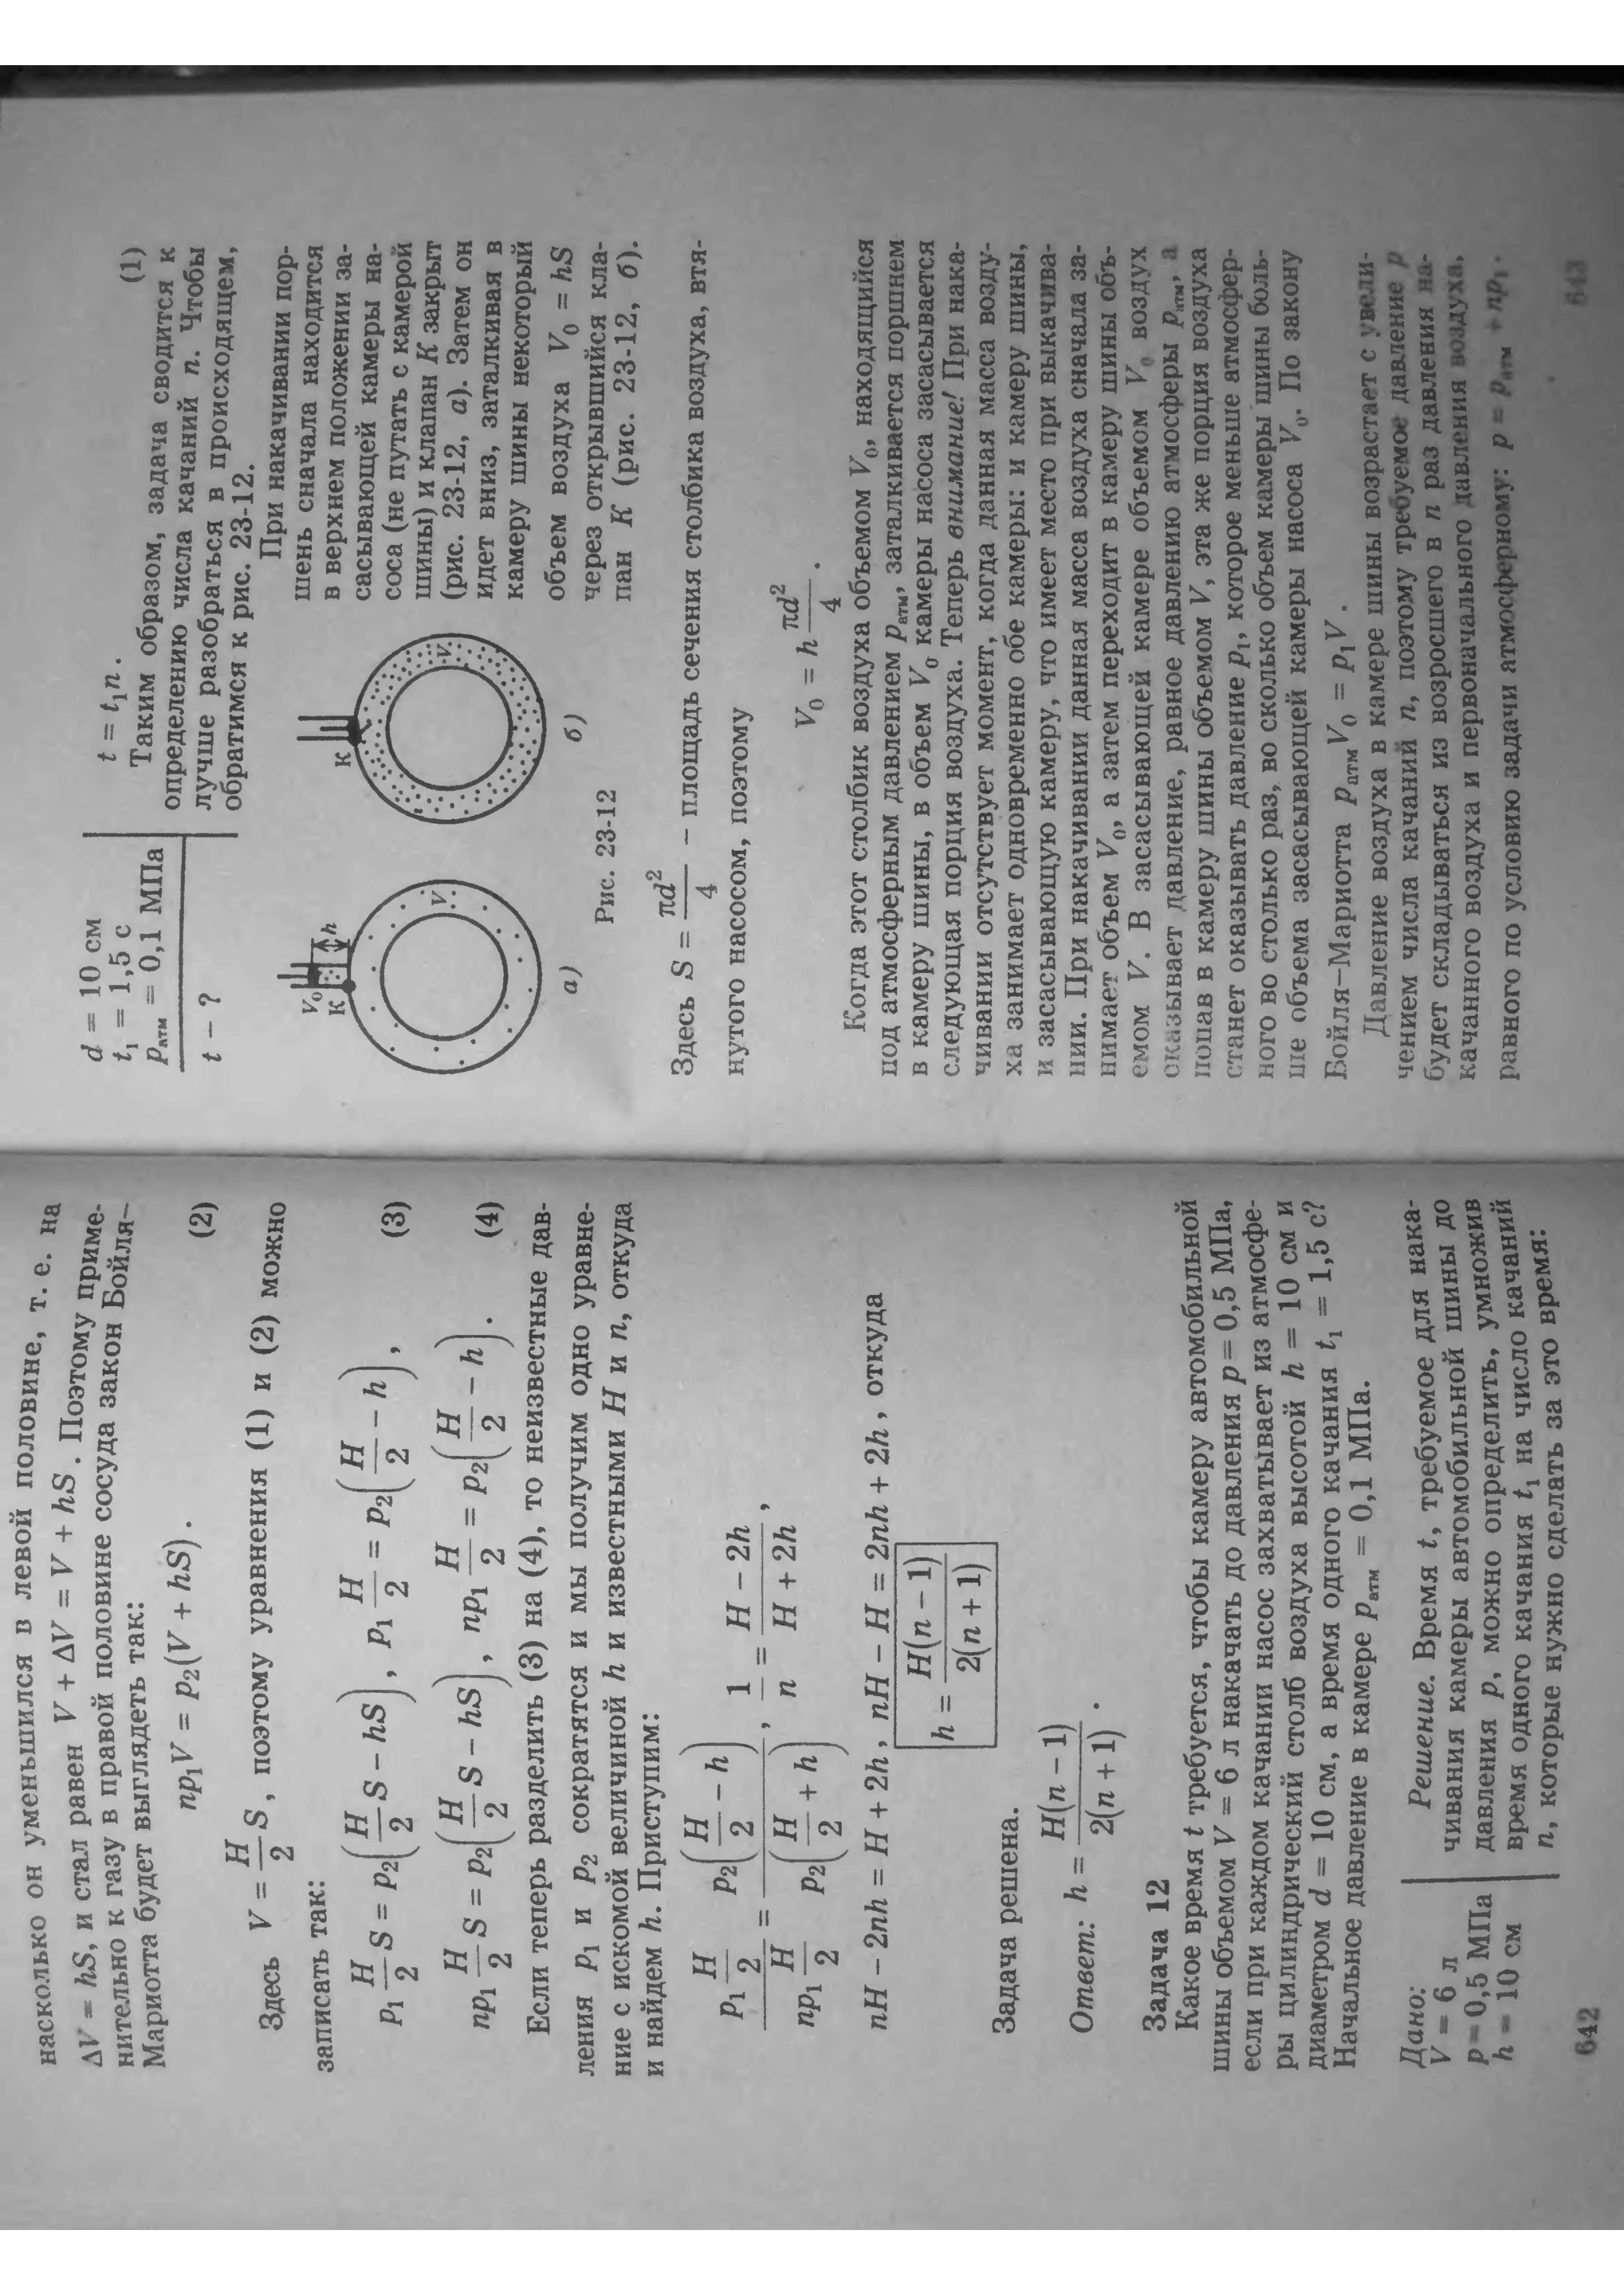 насколько он уменьшился в левой половине, т. е. на
ΔV = hS, и стал равен V + ΔV = V + hS. Поэтому приме-
нительно к газу в правой половине сосуда закон Бойля–
Мариотта будет выглядеть так:
np₁V = p₂(V + hS). (2)
Здесь V = H/2 S, поэтому уравнения (1) и (2) можно
записать так:
p₁ H/2 S = p₂(H/2 S − hS), p₁ H/2 = p₂(H/2 − h), (3)
np₁ H/2 S = p₂(H/2 S − hS), np₁ H/2 = p₂(H/2 − h). (4)
Если теперь разделить (3) на (4), то неизвестные дав-
ления p₁ и p₂ сократятся и мы получим одно уравне-
ние с искомой величиной h и известными H и n, откуда
и найдем h. Приступим:
p₁ H/2 / np₁ H/2 = p₂(H/2 − h) / p₂(H/2 + h), 1/n = H − 2h / H + 2h,
nH − 2nh = H + 2h, nH − H = 2nh + 2h, откуда
h = H(n − 1) / 2(n + 1)
Задача решена.
Ответ: h = H(n − 1) / 2(n + 1).
Задача 12
Какое время t требуется, чтобы камеру автомобильной
шины объемом V = 6 л накачать до давления p = 0,5 МПа,
если при каждом качании насос захватывает из атмосфе-
ры цилиндрический столб воздуха высотой h = 10 см и
диаметром d = 10 см, а время одного качания t₁ = 1,5 с?
Начальное давление в камере pатм = 0,1 МПа.
Дано:
V = 6 л
p = 0,5 МПа
h = 10 см
Решение. Время t, требуемое для нака-
чивания камеры автомобильной шины до
давления p, можно определить, умножив
время одного качания t₁ на число качаний
n, которые нужно сделать за это время:
642
d = 10 см
t₁ = 1,5 с
pатм = 0,1 МПа
t − ?
t = t₁n. (1)
Таким образом, задача сводится к
определению числа качаний n. Чтобы
лучше разобраться в происходящем,
обратимся к рис. 23-12.
V₀
К
h
V
а)
К
V
б)
Рис. 23-12
При накачивании пор-
шень сначала находится
в верхнем положении за-
сасывающей камеры на-
соса (не путать с камерой
шины) и клапан К закрыт
(рис. 23-12, а). Затем он
идет вниз, заталкивая в
камеру шины некоторый
объем воздуха V₀ = hS
через открывшийся кла-
пан К (рис. 23-12, б).
Здесь S = πd²/4 − площадь сечения столбика воздуха, втя-
нутого насосом, поэтому
V₀ = h πd²/4.
Когда этот столбик воздуха объемом V₀, находящийся
под атмосферным давлением pатм, заталкивается поршнем
в камеру шины, в объем V₀ камеры насоса засасывается
следующая порция воздуха. Теперь внимание! При нака-
чивании отсутствует момент, когда данная масса возду-
ха занимает одновременно обе камеры: и камеру шины,
и засасывающую камеру, что имеет место при выкачива-
нии. При накачивании данная масса воздуха сначала за-
нимает объем V₀, а затем переходит в камеру шины объ-
емом V. В засасывающей камере объемом V₀ воздух
оказывает давление, равное давлению атмосферы pатм, а
попав в камеру шины объемом V, эта же порция воздуха
станет оказывать давление p₁, которое меньше атмосфер-
ного во столько раз, во сколько объем камеры шины боль-
ше объема засасывающей камеры насоса V₀. По закону
Бойля–Мариотта pатмV₀ = p₁V.
Давление воздуха в камере шины возрастает с увели-
чением числа качаний n, поэтому требуемое давление p
будет складываться из возросшего в n раз давления на-
качанного воздуха и первоначального давления воздуха,
равного по условию задачи атмосферному: p = pатм + np₁.
643